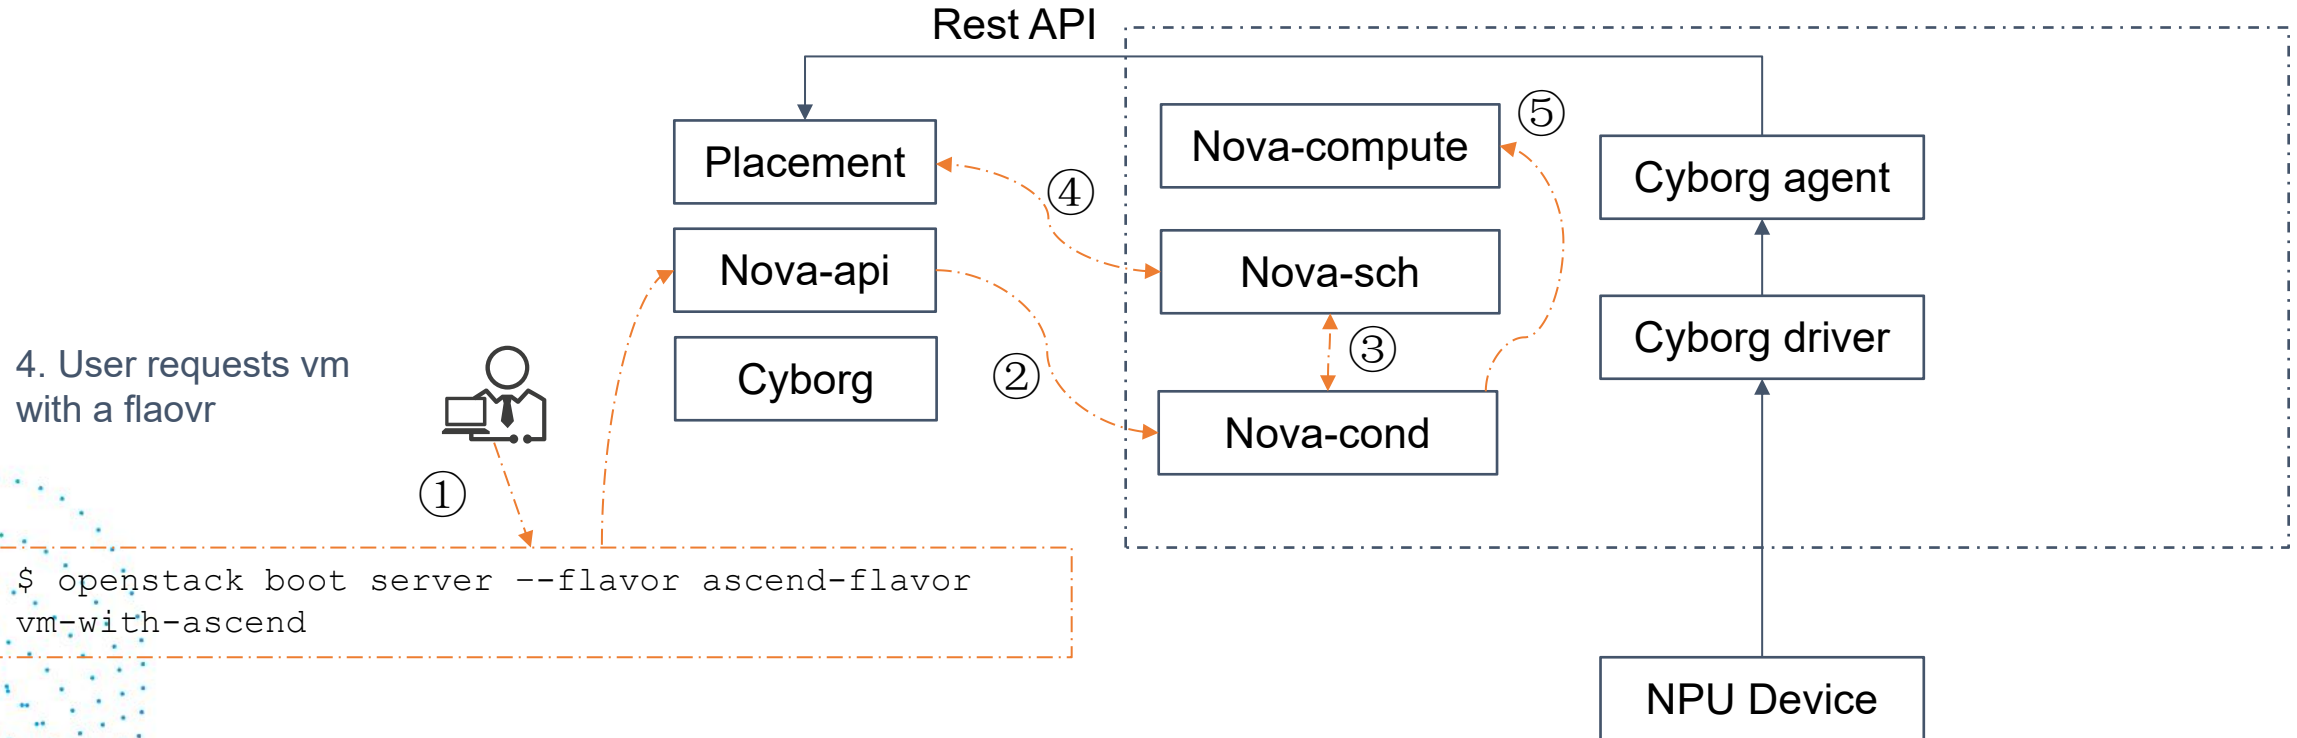 Rest API
Placement
Nova-api
Cyborg
④
②
Nova-compute
⑤
Nova-sch
③
Nova-cond
Cyborg agent
Cyborg driver
NPU Device
4. User requests vm
with a flaovr
①
$ openstack boot server --flavor ascend-flavor
vm-with-ascend